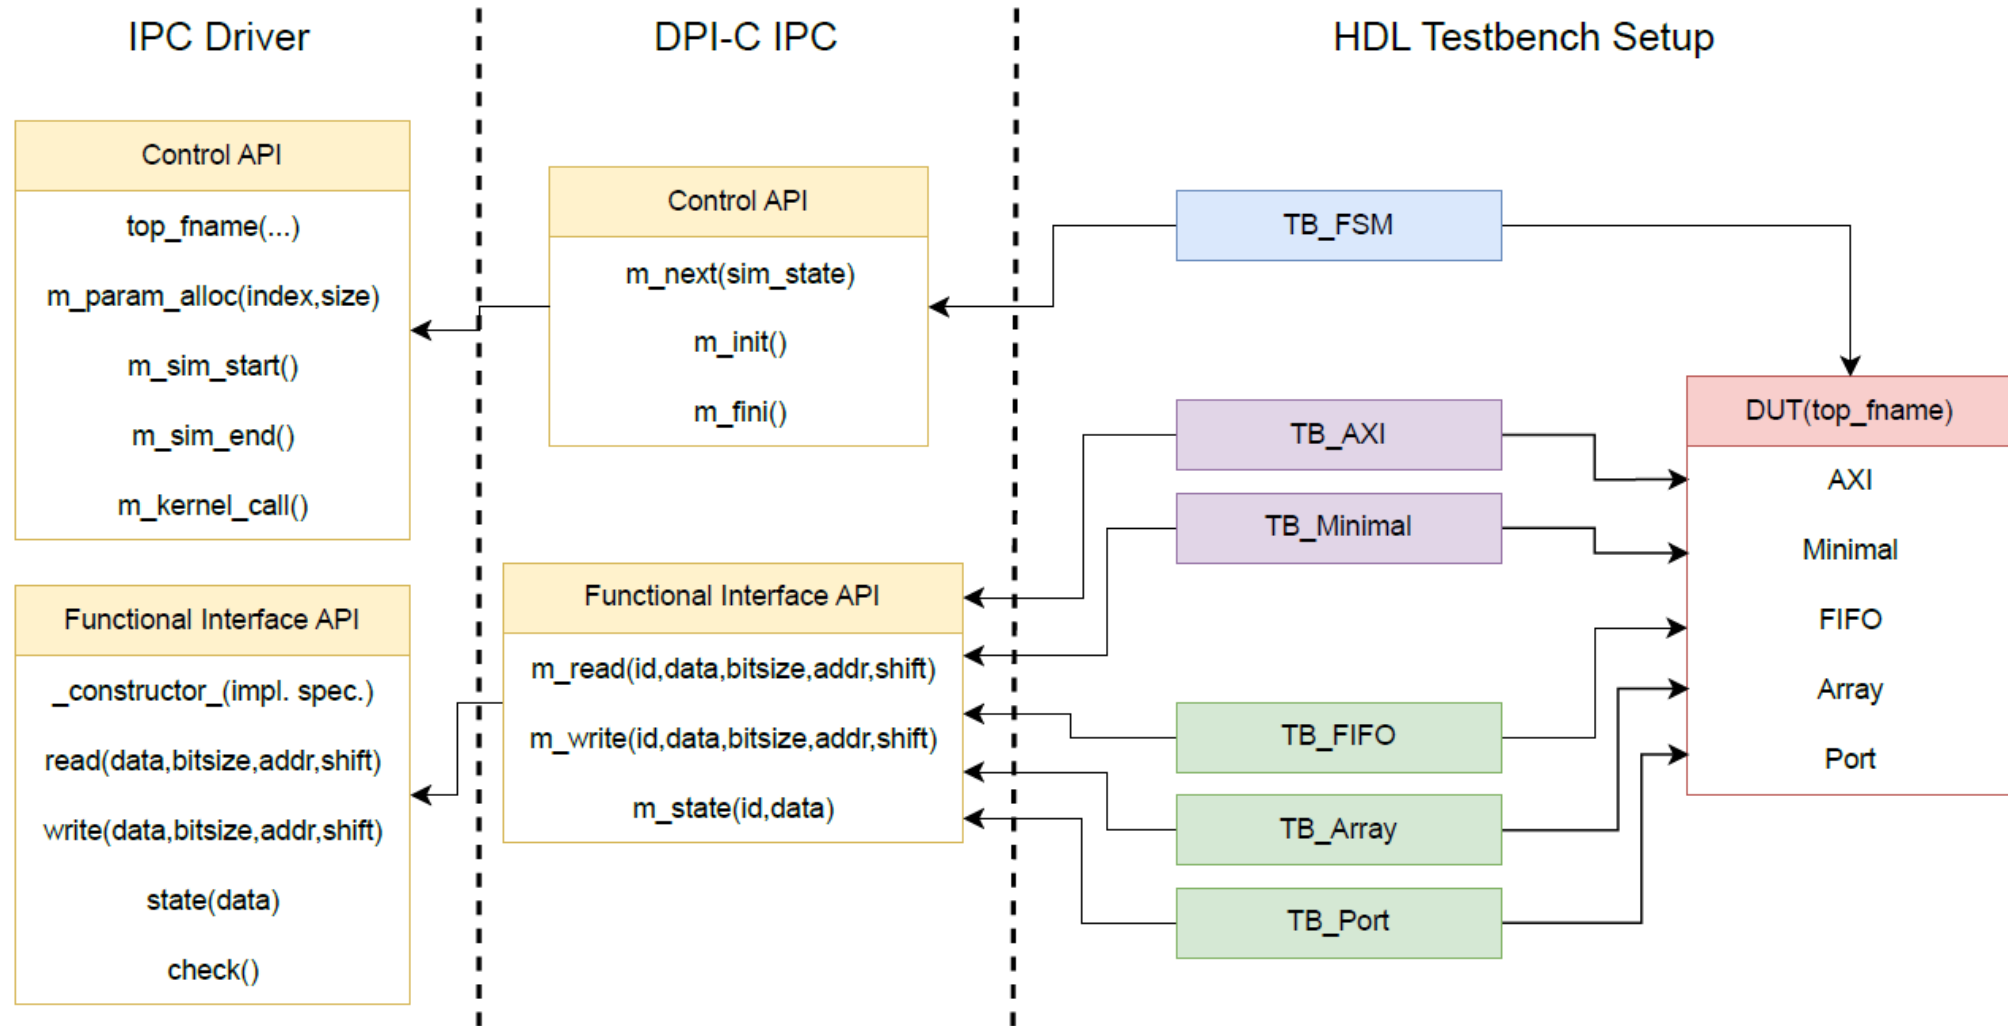 IPC Driver
DPI-C IPC
HDL Testbench Setup
Control API
top_fname(...)
m_param_alloc(index,size)
m_sim_start()
m_sim_end()
m_kernel_call()
Functional Interface API
_constructor_(impl. spec.)
read(data,bitsize,addr,shift)
write(data,bitsize,addr,shift)
state(data)
check()
Control API
m_next(sim_state)
m_init()
m_fini()
Functional Interface API
m_read(id,data,bitsize,addr,shift)
m_write(id,data,bitsize,addr,shift)
m_state(id,data)
TB_FSM
TB_AXI
TB_Minimal
TB_FIFO
TB_Array
TB_Port
DUT(top_fname)
AXI
Minimal
FIFO
Array
Port